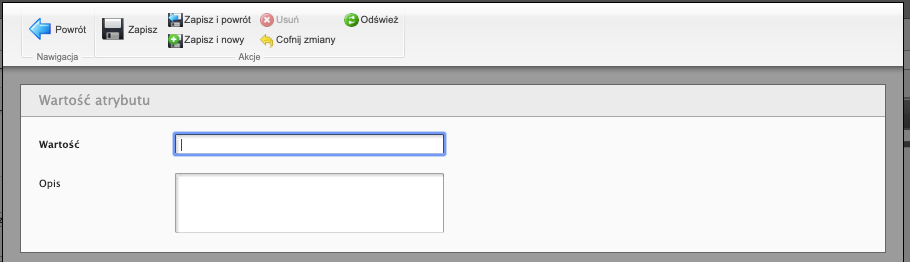 Powrót
Zapisz
Zapisz i powrót
Usuń
Odśwież
Zapisz i nowy
Cofnij zmiany
Nawigacja
Akcje
Wartość atrybutu
Wartość
Opis